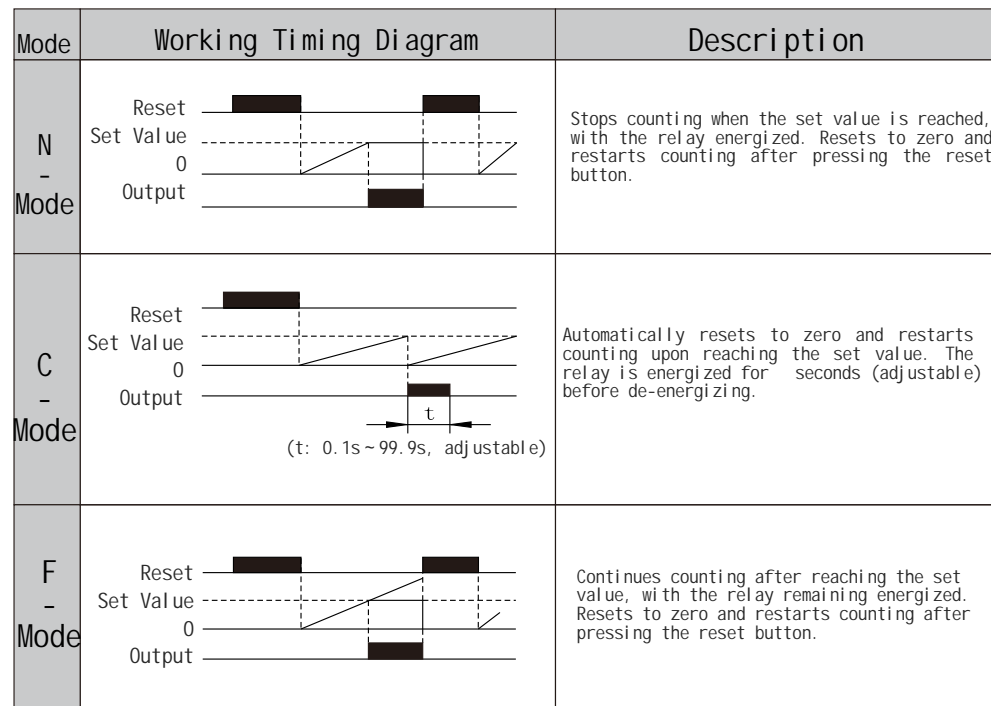 Mode Working Timing Diagram Description
N
-
Mode
Reset
Set Value
0
Output
Stops counting when the set value is reached,
with the relay energized. Resets to zero and
restarts counting after pressing the reset
button.
C
-
Mode
Reset
Set Value
0
Output
t
(t: 0.1s~99.9s, adjustable)
Automatically resets to zero and restarts
counting upon reaching the set value. The
relay is energized for seconds (adjustable)
before de-energizing.
F
-
Mode
Reset
Set Value
0
Output
Continues counting after reaching the set
value, with the relay remaining energized.
Resets to zero and restarts counting after
pressing the reset button.